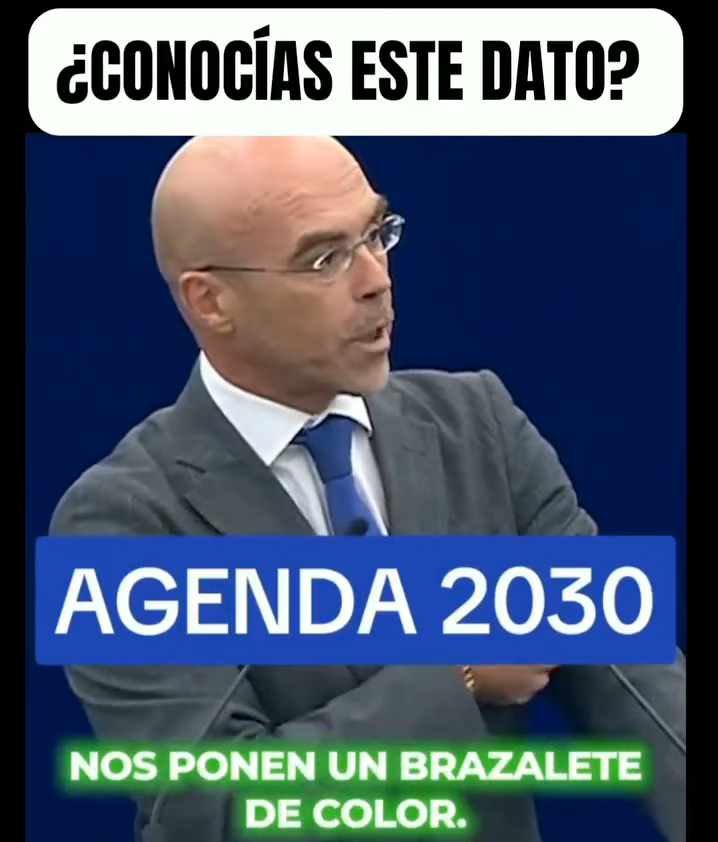 ¿CONOCÍAS ESTE DATO?
AGENDA 2030
NOS PONEN UN BRAZALETE
DE COLOR.